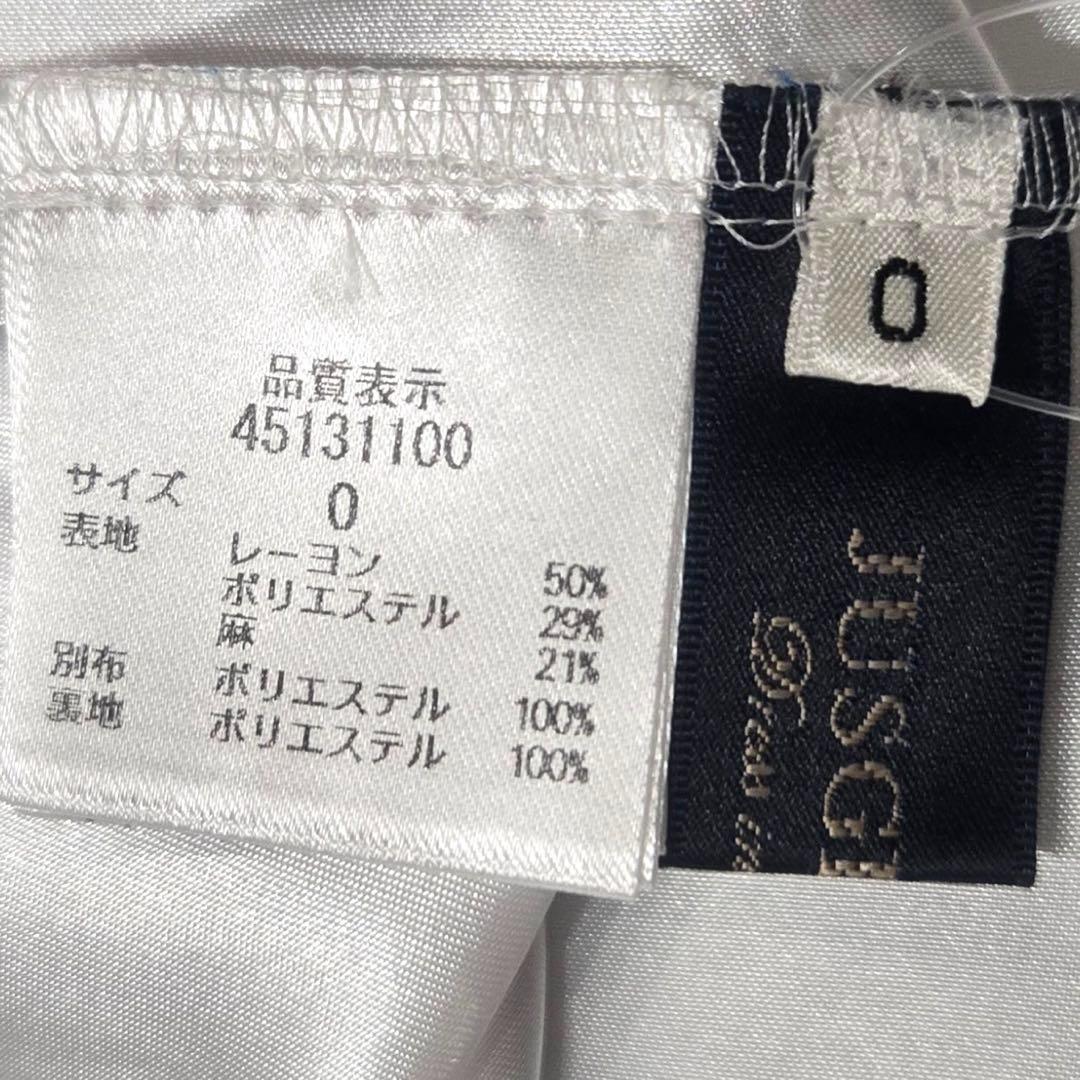 品質表示
45131100
サイズ 0
表地 レーヨン 50%
ポリエステル 29%
麻 21%
別布 ポリエステル 100%
裏地 ポリエステル 100%
0
JUSGL